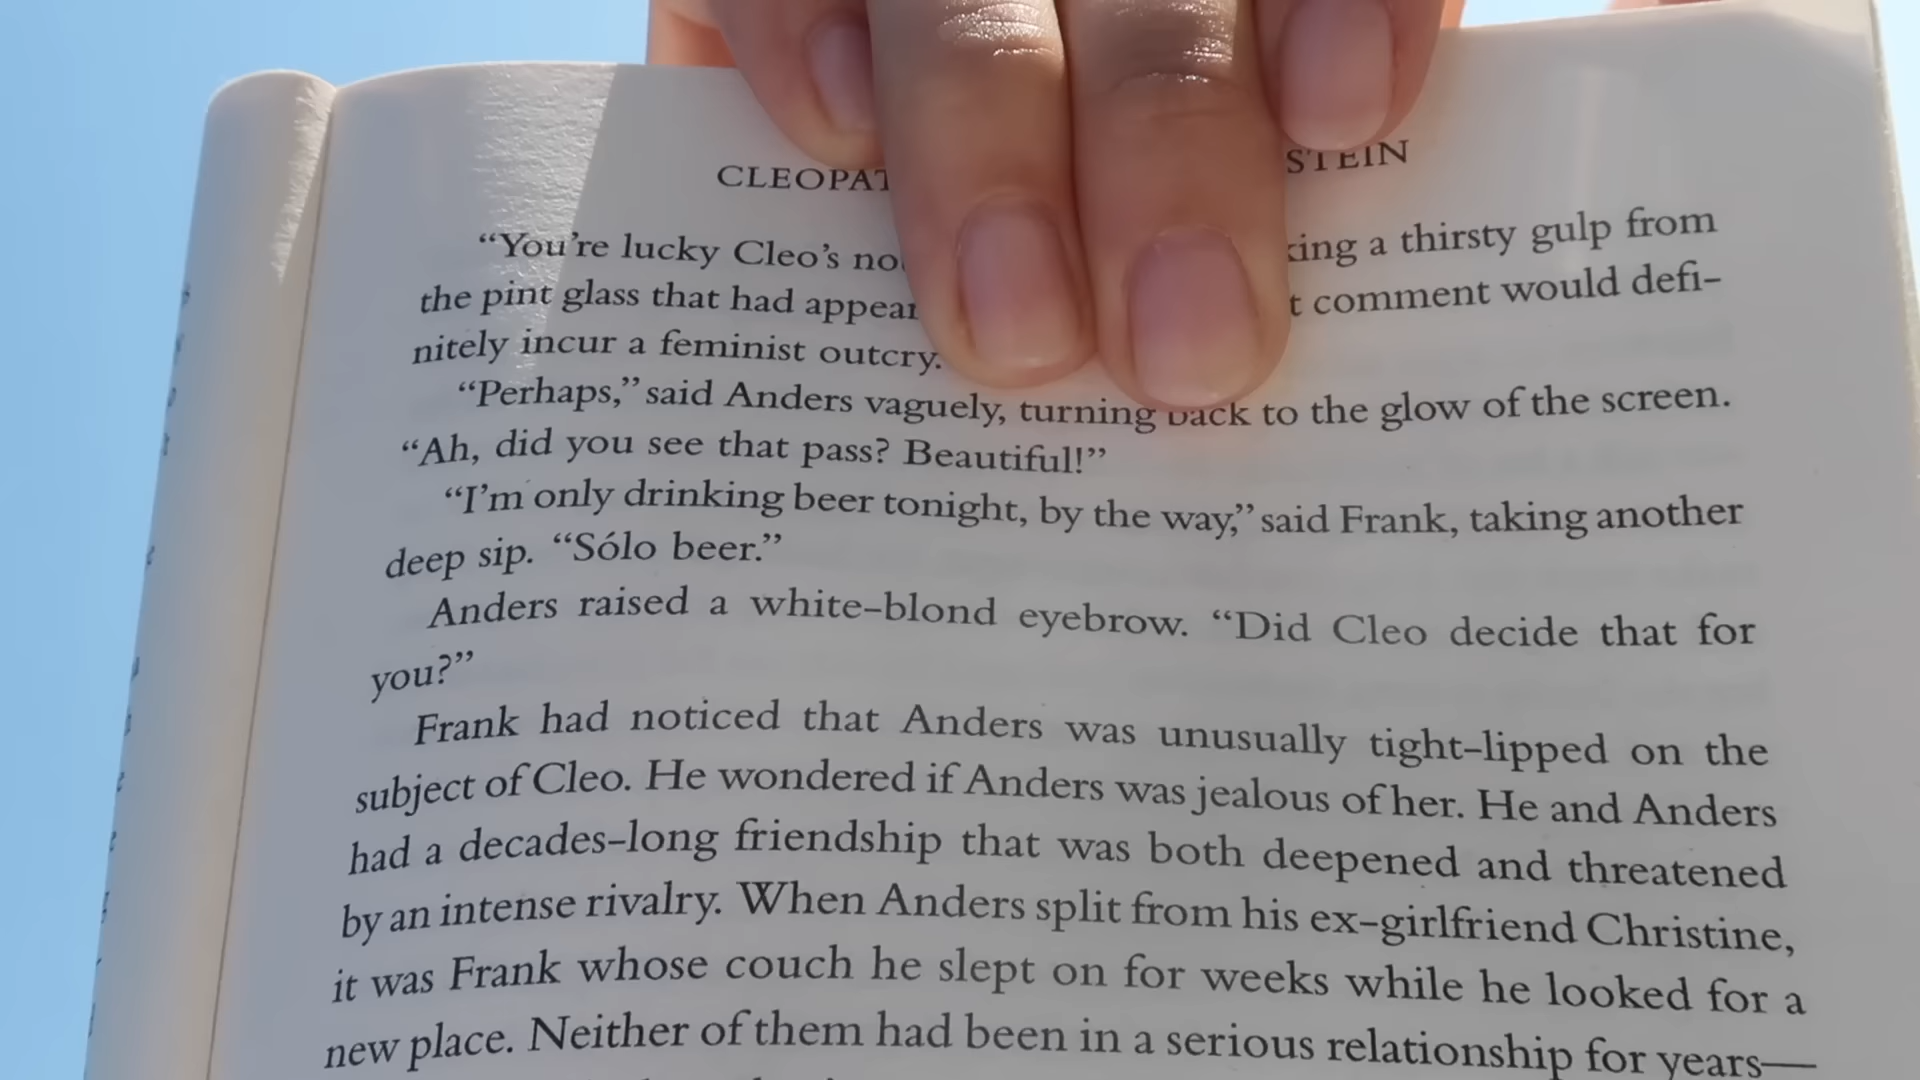 CLEOPAT STEIN
“You’re lucky Cleo’s no king a thirsty gulp from
the pint glass that had appear t comment would defi-
nitely incur a feminist outcry.
“Perhaps,” said Anders vaguely, turning back to the glow of the screen.
“Ah, did you see that pass? Beautiful!”
“I’m only drinking beer tonight, by the way,” said Frank, taking another
deep sip. “Sólo beer.”
Anders raised a white-blond eyebrow. “Did Cleo decide that for
you?”
Frank had noticed that Anders was unusually tight-lipped on the
subject of Cleo. He wondered if Anders was jealous of her. He and Anders
had a decades-long friendship that was both deepened and threatened
by an intense rivalry. When Anders split from his ex-girlfriend Christine,
it was Frank whose couch he slept on for weeks while he looked for a
new place. Neither of them had been in a serious relationship for years—